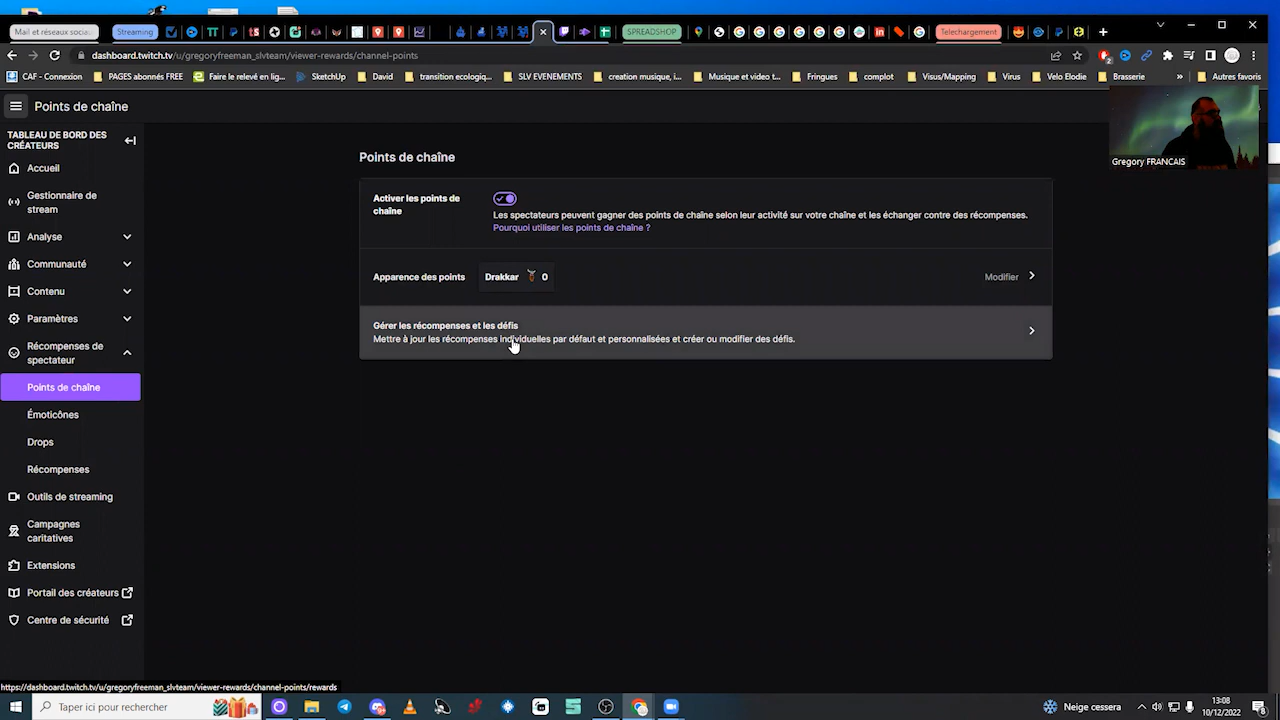 Mail et réseaux sociau
Streaming
SPREADSHOP
Telechargement
dashboard.twitch.tv/u/gregoryfreeman_slvteam/viewer-rewards/channel-points
CAF - Connexion
PAGES abonnés FREE
Faire le relevé en lig...
SketchUp
David
transition ecologiq...
SLV EVENEMENTS
creation musique, i...
Musique et video t...
Fringues
complot
Visus/Mapping
Virus
Velo Elodie
Brasserie
»
Autres favoris
Points de chaîne
Gregory FRANCAIS
TABLEAU DE BORD DES
CRÉATEURS
Accueil
Gestionnaire de
stream
Analyse
Communauté
Contenu
Paramètres
Récompenses de
spectateur
Points de chaîne
Émoticônes
Drops
Récompenses
Outils de streaming
Campagnes
caritatives
Extensions
Portail des créateurs
Centre de sécurité
Points de chaîne
Activer les points de
chaîne
Les spectateurs peuvent gagner des points de chaîne selon leur activité sur votre chaîne et les échanger contre des récompenses.
Pourquoi utiliser les points de chaîne ?
Apparence des points
Drakkar 0
Modifier
Gérer les récompenses et les défis
Mettre à jour les récompenses individuelles par défaut et personnalisées et créer ou modifier des défis.
https://dashboard.twitch.tv/u/gregoryfreeman_slvteam/viewer-rewards/channel-points/rewards
Taper ici pour rechercher
Neige cessera
13:08
10/12/2022